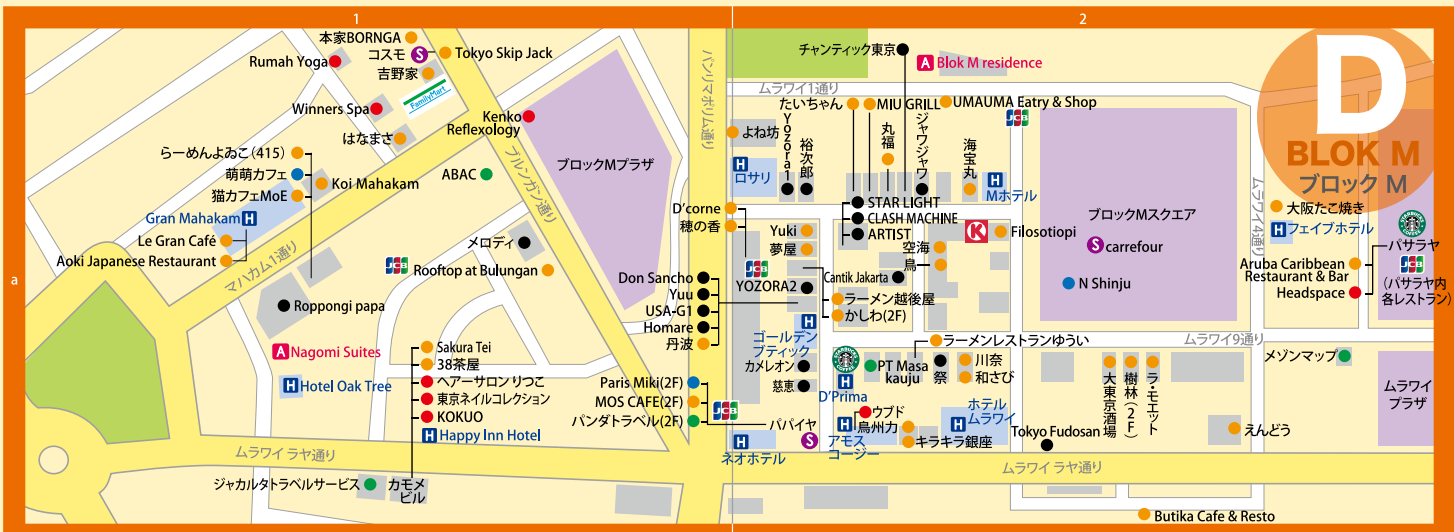 1
2
a
D
BLOK M
ブロック M
本家BORNGA
コスモ
S
Tokyo Skip Jack
吉野家
FamilyMart
Rumah Yoga
Winners Spa
はなまさ
Kenko
Reflexology
らーめんよゐこ(415)
萌萌カフェ
猫カフェMoE
Koi Mahakam
Gran Mahakam
H
Le Gran Café
Aoki Japanese Restaurant
マハカム1通り
ABAC
ブロックMプラザ
ブルンガン通り
メロディ
JCB
Rooftop at Bulungan
Roppongi papa
A
Nagomi Suites
H
Hotel Oak Tree
Sakura Tei
38茶屋
ヘアーサロン りつこ
東京ネイルコレクション
KOKUO
H
Happy Inn Hotel
ムラワイ ラヤ通り
ジャカルタトラベルサービス
カモメ
ビル
パンリマポリム通り
D'corne
穂の香
Don Sancho
Yuu
USA-G1
Homare
丹波
Paris Miki(2F)
MOS CAFE(2F)
パンダトラベル(2F)
JCB
パパイヤ
S
H
ネオホテル
チャンティック東京
A
Blok M residence
ムラワイ1通り
たいちゃん
MIU GRILL
UMAUMA Eatry & Shop
JCB
よね坊
Yozora1
裕次郎
丸福
ジャワジャワ
海宝丸
H
ロサリ
H
Mホテル
STAR LIGHT
CLASH MACHINE
ARTIST
Yuki
夢屋
JCB
YOZORA2
Cantik Jakarta
空海
鳥
K
Filosotiopi
ラーメン越後屋
かしわ(2F)
H
ゴールデン
ブティック
カメレオン
慈恵
ラーメンレストランゆうい
STARBUCKS COFFEE
PT Masa
kauju
祭
川奈
和さび
H
D'Prima
ウブド
鳥州力
キラキラ銀座
H
アモス
コージー
H
ホテル
ムラワイ
Tokyo Fudosan
ムラワイ ラヤ通り
ブロックMスクエア
S
carrefour
N Shinju
ムラワイ4通り
ムラワイ9通り
大東京酒場
樹林(2F)
ラ・モエット
えんどう
Butika Cafe & Resto
大阪たこ焼き
H
フェイブホテル
Aruba Caribbean
Restaurant & Bar
Headspace
STARBUCKS COFFEE
パサラヤ
JCB
(パサラヤ内
各レストラン)
メゾンマップ
ムラワイ
プラザ